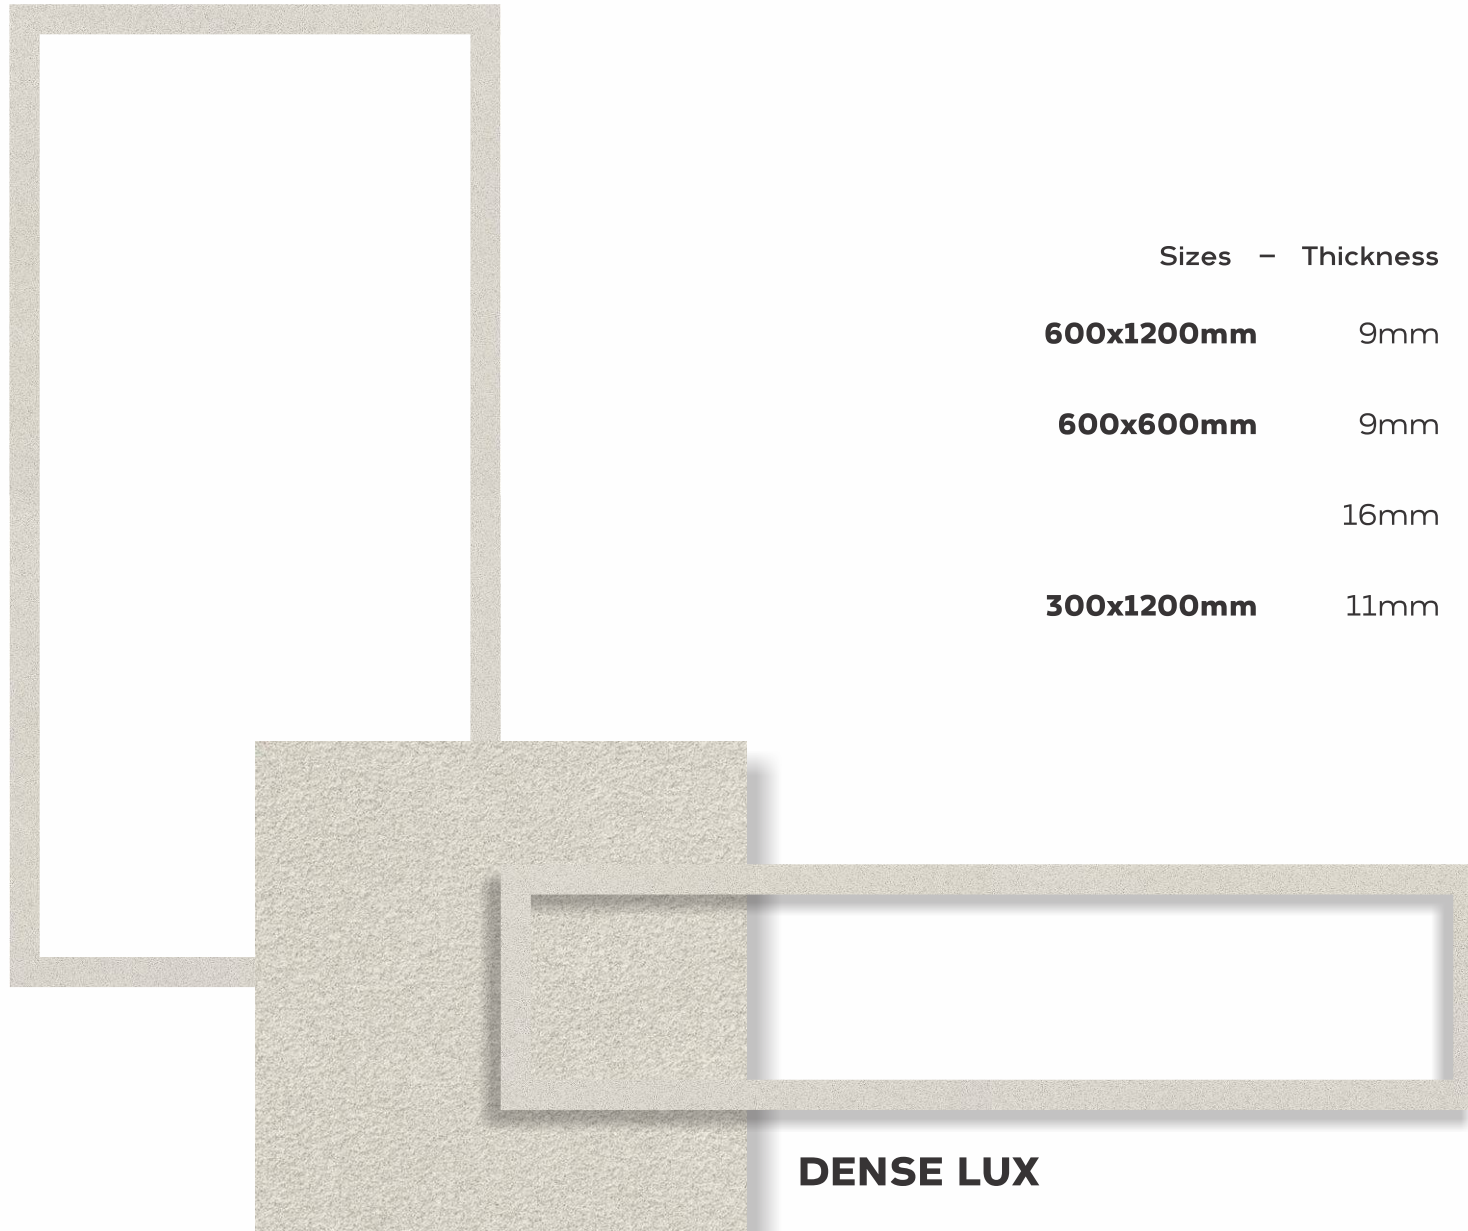 Sizes – Thickness
600x1200mm 9mm
600x600mm 9mm
16mm
300x1200mm 11mm
DENSE LUX